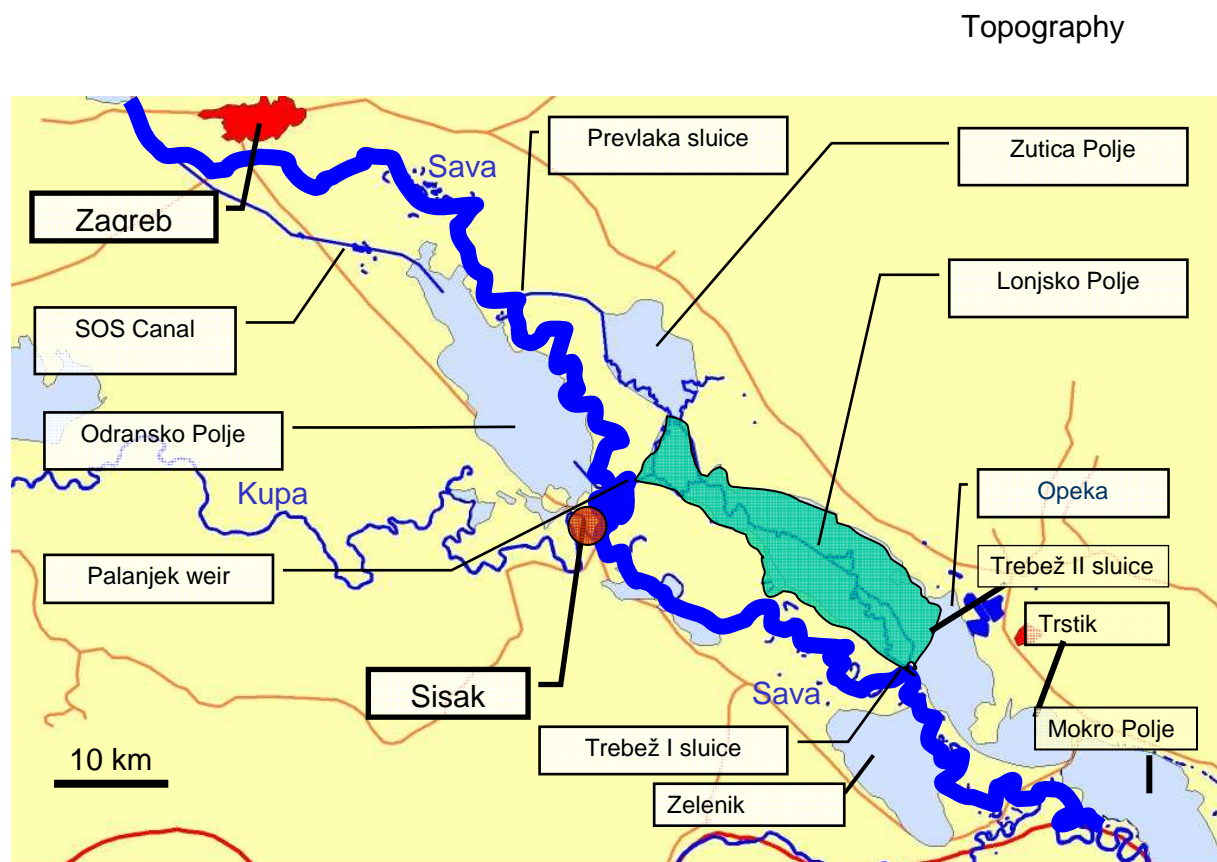 Topography
Prevlaka sluice
Zutica Polje
Sava
Zagreb
Lonjsko Polje
SOS Canal
Odransko Polje
Kupa
Opeka
Trebež II sluice
Palanjek weir
Trstik
Sisak
Sava
Mokro Polje
Trebež I sluice
10 km
Zelenik